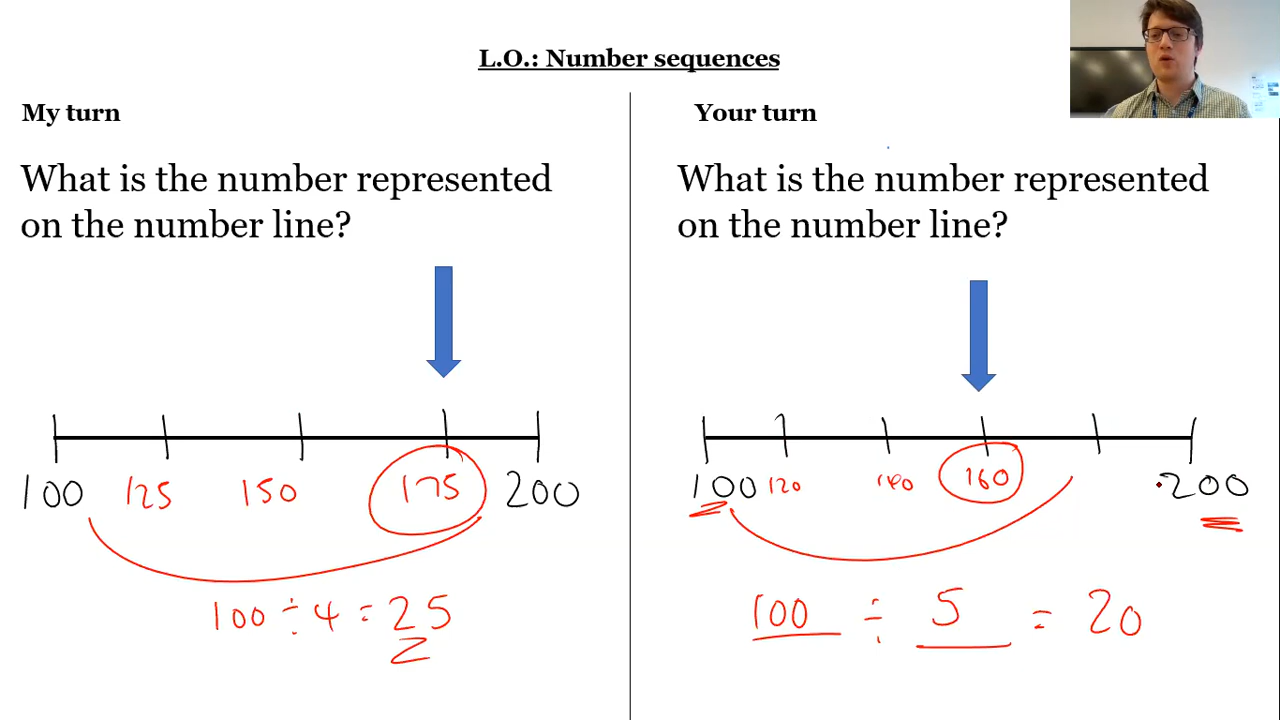 L.O.: Number sequences
My turn
What is the number represented
on the number line?
100 125 150 175 200
100 ÷ 4 = 25
Your turn
What is the number represented
on the number line?
100 120 140 160 200
100 ÷ 5 = 20